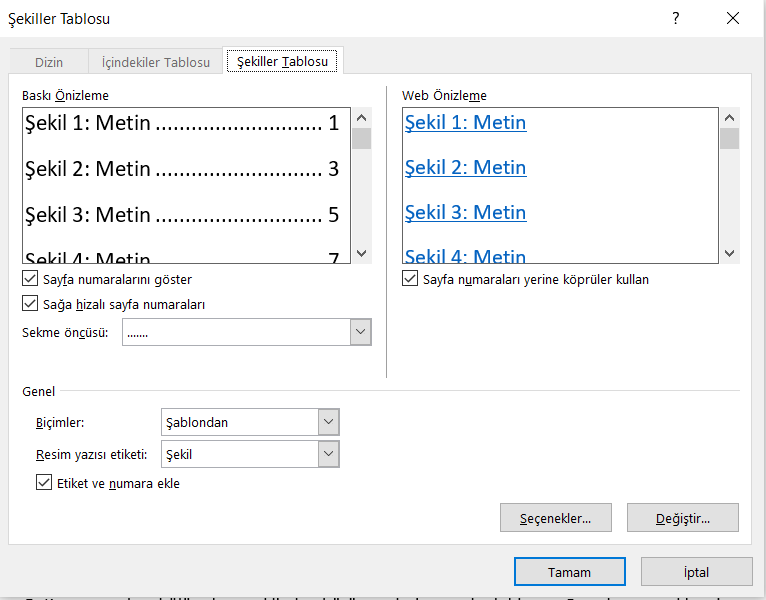 Şekiller Tablosu
?
Dizin
İçindekiler Tablosu
Şekiller Tablosu
Baskı Önizleme
Şekil 1: Metin ............................ 1
Şekil 2: Metin ............................ 3
Şekil 3: Metin ............................ 5
Şekil 4: Metin ............................ 7
Web Önizleme
Şekil 1: Metin
Şekil 2: Metin
Şekil 3: Metin
Şekil 4: Metin
Sayfa numaralarını göster
Sağa hizalı sayfa numaraları
Sekme öncüsü: .......
Sayfa numaraları yerine köprüler kullan
Genel
Biçimler: Şablondan
Resim yazısı etiketi: Şekil
Etiket ve numara ekle
Seçenekler...
Değiştir...
Tamam
İptal